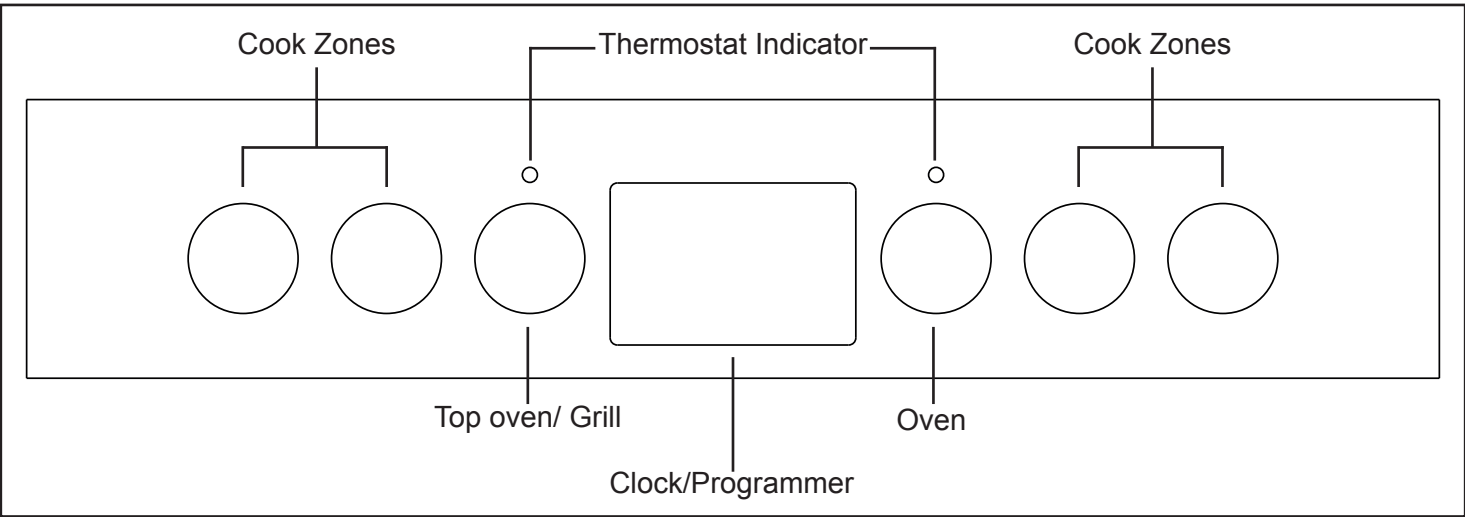 Cook Zones
Thermostat Indicator
Cook Zones
Top oven/ Grill
Oven
Clock/Programmer